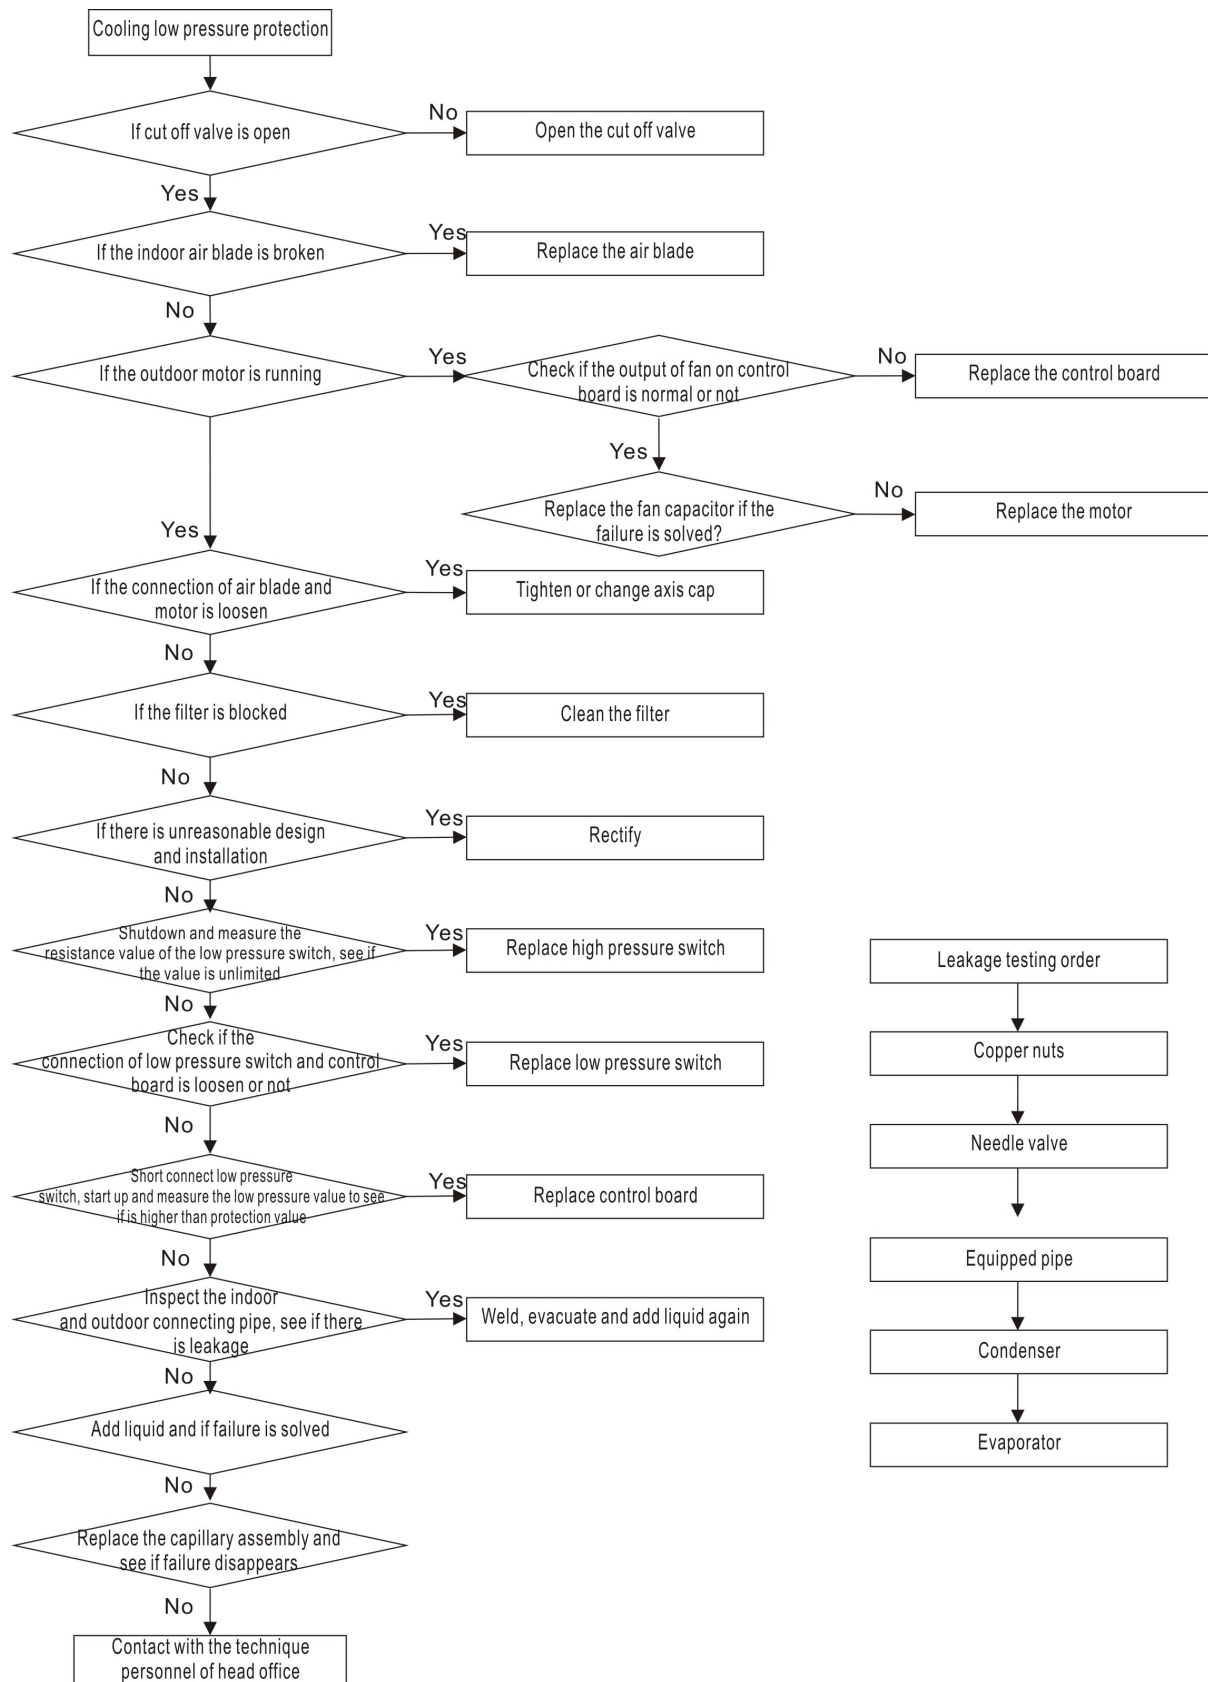 Cooling low pressure protection
If cut off valve is open
No
Open the cut off valve
Yes
If the indoor air blade is broken
Yes
Replace the air blade
No
If the outdoor motor is running
Yes
Check if the output of fan on control
board is normal or not
No
Replace the control board
Yes
Replace the fan capacitor if the
failure is solved?
No
Replace the motor
Yes
If the connection of air blade and
motor is loosen
Yes
Tighten or change axis cap
No
If the filter is blocked
Yes
Clean the filter
No
If there is unreasonable design
and installation
Yes
Rectify
No
Shutdown and measure the
resistance value of the low pressure switch, see if
the value is unlimited
Yes
Replace high pressure switch
No
Check if the
connection of low pressure switch and control
board is loosen or not
Yes
Replace low pressure switch
No
Short connect low pressure
switch, start up and measure the low pressure value to see
if is higher than protection value
Yes
Replace control board
No
Inspect the indoor
and outdoor connecting pipe, see if there
is leakage
Yes
Weld, evacuate and add liquid again
No
Add liquid and if failure is solved
No
Replace the capillary assembly and
see if failure disappears
No
Contact with the technique
personnel of head office
Leakage testing order
Copper nuts
Needle valve
Equipped pipe
Condenser
Evaporator